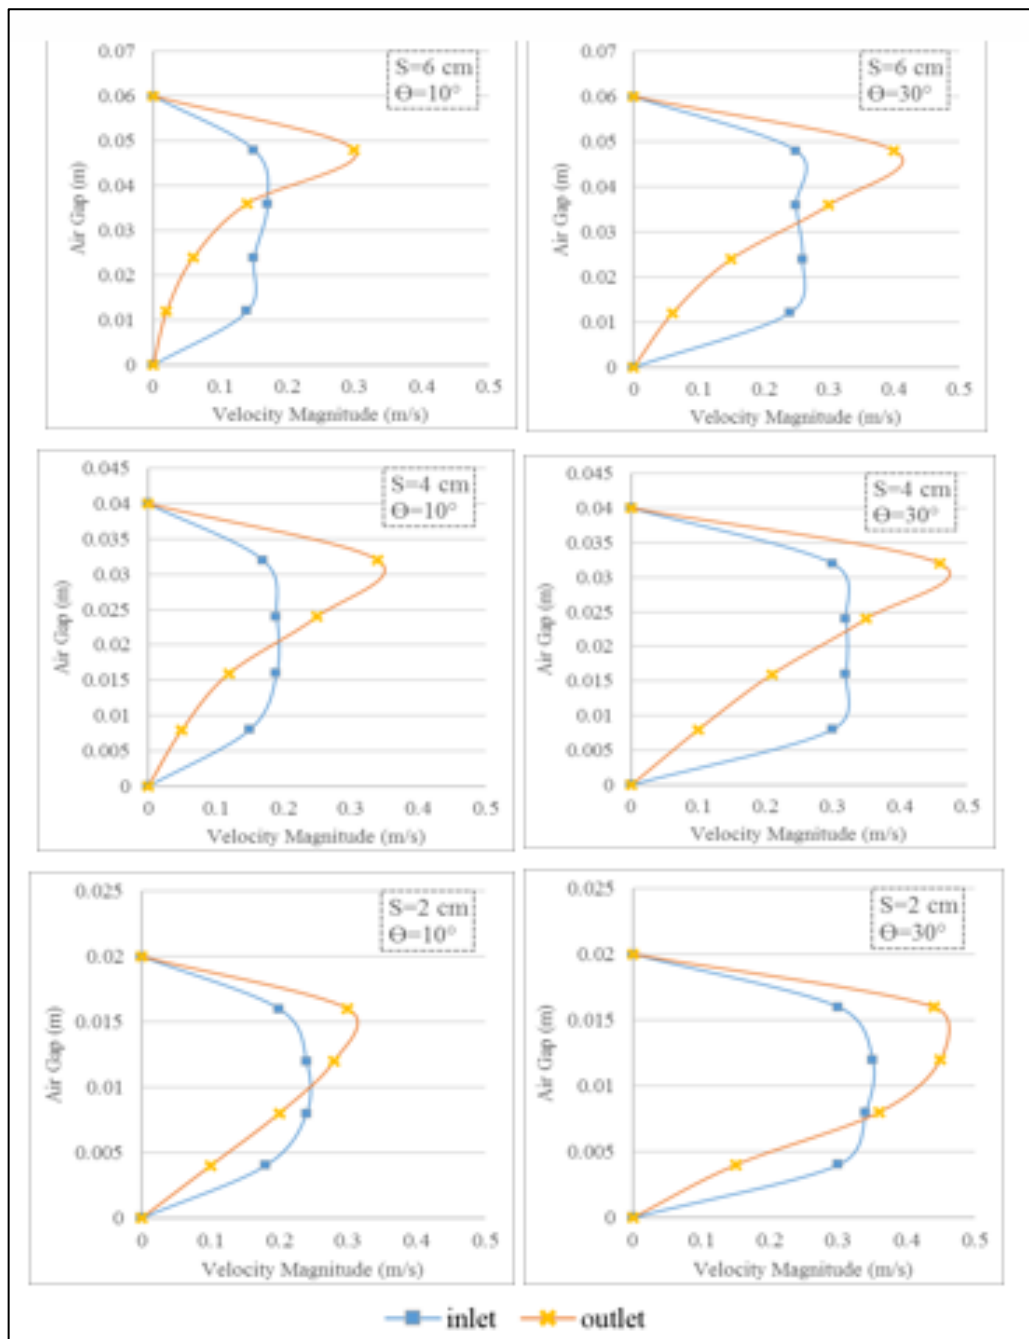 0.07
0.06
0.05
0.04
0.03
0.02
0.01
0
Air Gap (m)
S=6 cm
Ө=10°
0 0.1 0.2 0.3 0.4 0.5
Velocity Magnitude (m/s)
0.07
0.06
0.05
0.04
0.03
0.02
0.01
0
Air Gap (m)
S=6 cm
Ө=30°
0 0.1 0.2 0.3 0.4 0.5
Velocity Magnitude (m/s)
0.045
0.04
0.035
0.03
0.025
0.02
0.015
0.01
0.005
0
Air Gap (m)
S=4 cm
Ө=10°
0 0.1 0.2 0.3 0.4 0.5
Velocity Magnitude (m/s)
0.045
0.04
0.035
0.03
0.025
0.02
0.015
0.01
0.005
0
Air Gap (m)
S=4 cm
Ө=30°
0 0.1 0.2 0.3 0.4 0.5
Velocity Magnitude (m/s)
0.025
0.02
0.015
0.01
0.005
0
Air Gap (m)
S=2 cm
Ө=10°
0 0.1 0.2 0.3 0.4 0.5
Velocity Magnitude (m/s)
0.025
0.02
0.015
0.01
0.005
0
Air Gap (m)
S=2 cm
Ө=30°
0 0.1 0.2 0.3 0.4 0.5
Velocity Magnitude (m/s)
inlet outlet